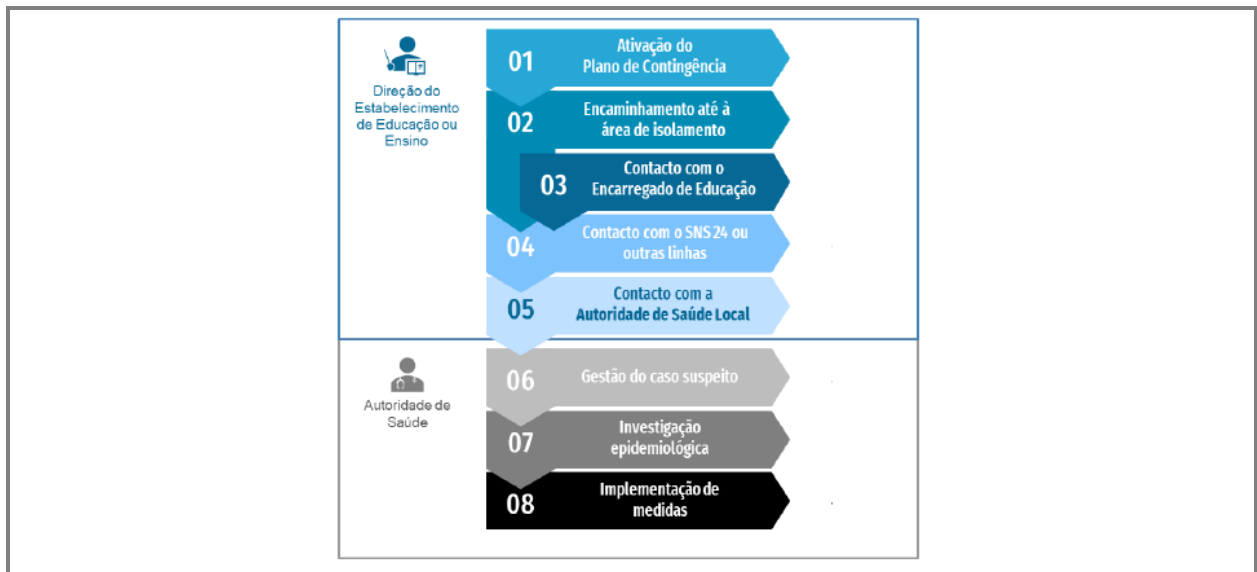 Direção do
Estabelecimento
de Educação ou
Ensino
01
Ativação do
Plano de Contingência
02
Encaminhamento até à
área de isolamento
03
Contacto com o
Encarregado de Educação
04
Contacto com o SNS 24 ou
outras linhas
05
Contacto com a
Autoridade de Saúde Local
Autoridade de
Saúde
06
Gestão do caso suspeito
07
Investigação
epidemiológica
08
Implementação de
medidas